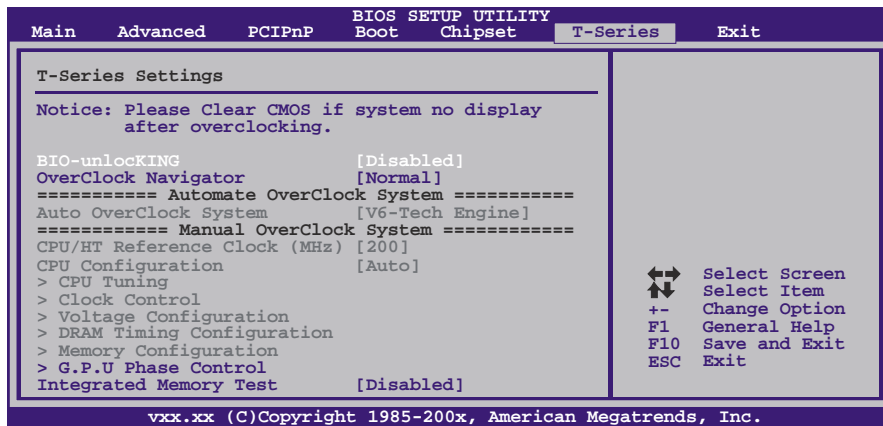 BIOS SETUP UTILITY
Main Advanced PCIPnP Boot Chipset T-Series Exit
T-Series Settings
Notice: Please Clear CMOS if system no display
after overclocking.
BIO-unlocKING [Disabled]
OverClock Navigator [Normal]
=========== Automate OverClock System ===========
Auto OverClock System [V6-Tech Engine]
============ Manual OverClock System ============
CPU/HT Reference Clock (MHz) [200]
CPU Configuration [Auto]
> CPU Tuning
> Clock Control
> Voltage Configuration
> DRAM Timing Configuration
> Memory Configuration
> G.P.U Phase Control
Integrated Memory Test [Disabled]
Select Screen
Select Item
+- Change Option
F1 General Help
F10 Save and Exit
ESC Exit
vxx.xx (C)Copyright 1985-200x, American Megatrends, Inc.